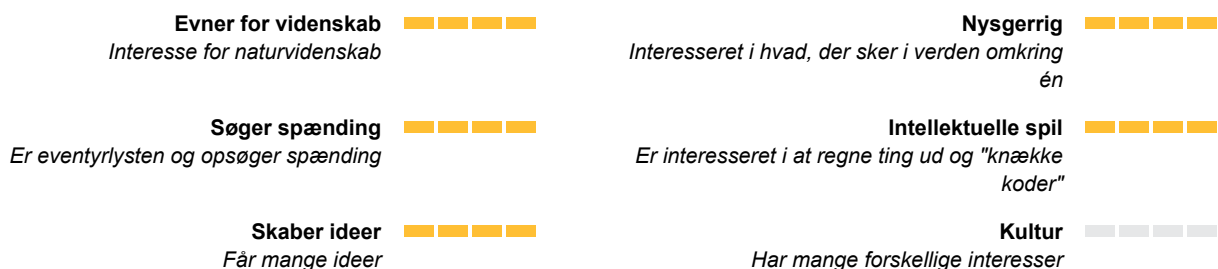 Evner for videnskab
Interesse for naturvidenskab
Nysgerrig
Interesseret i hvad, der sker i verden omkring
én
Søger spænding
Er eventyrlysten og opsøger spænding
Intellektuelle spil
Er interesseret i at regne ting ud og "knække
koder"
Skaber ideer
Får mange ideer
Kultur
Har mange forskellige interesser